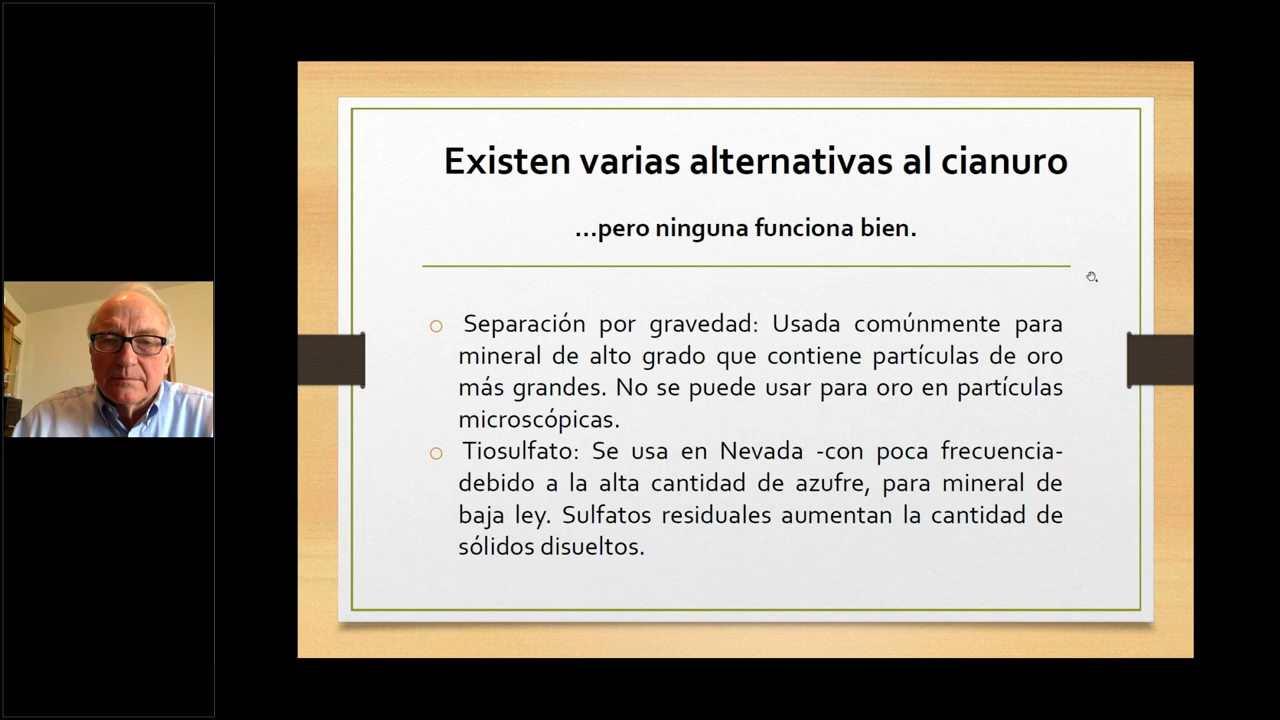 Existen varias alternativas al cianuro
...pero ninguna funciona bien.
o Separación por gravedad: Usada comúnmente para
mineral de alto grado que contiene partículas de oro
más grandes. No se puede usar para oro en partículas
microscópicas.
o Tiosulfato: Se usa en Nevada -con poca frecuencia-
debido a la alta cantidad de azufre, para mineral de
baja ley. Sulfatos residuales aumentan la cantidad de
sólidos disueltos.